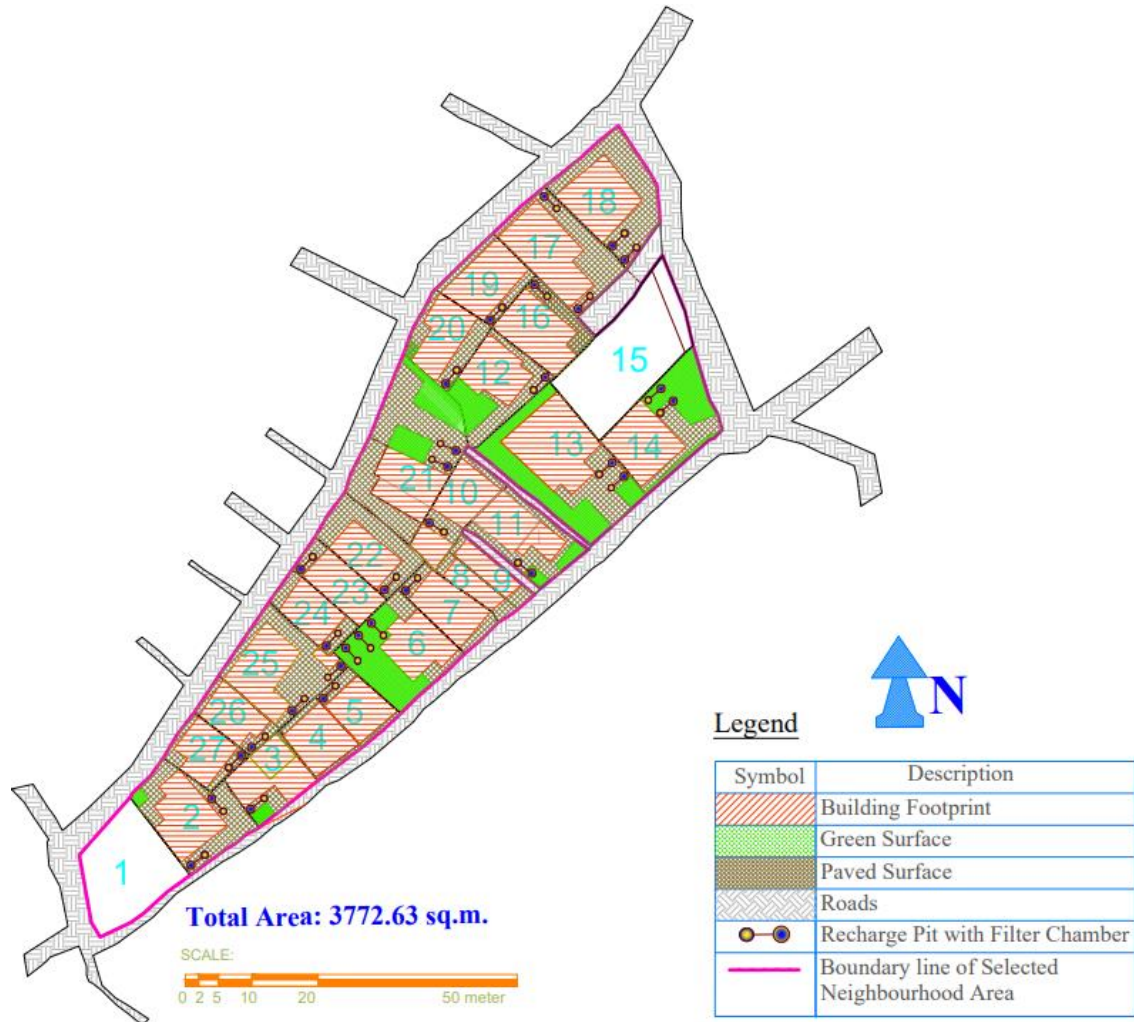 18
17
19
16
20
15
12
13
14
21
10
11
22
8
9
23
24
7
6
25
26
5
27
4
3
2
1
N
Legend
Symbol Description
Building Footprint
Green Surface
Paved Surface
Roads
Recharge Pit with Filter Chamber
Boundary line of Selected
Neighbourhood Area
Total Area: 3772.63 sq.m.
SCALE:
0 2 5 10 20 50 meter